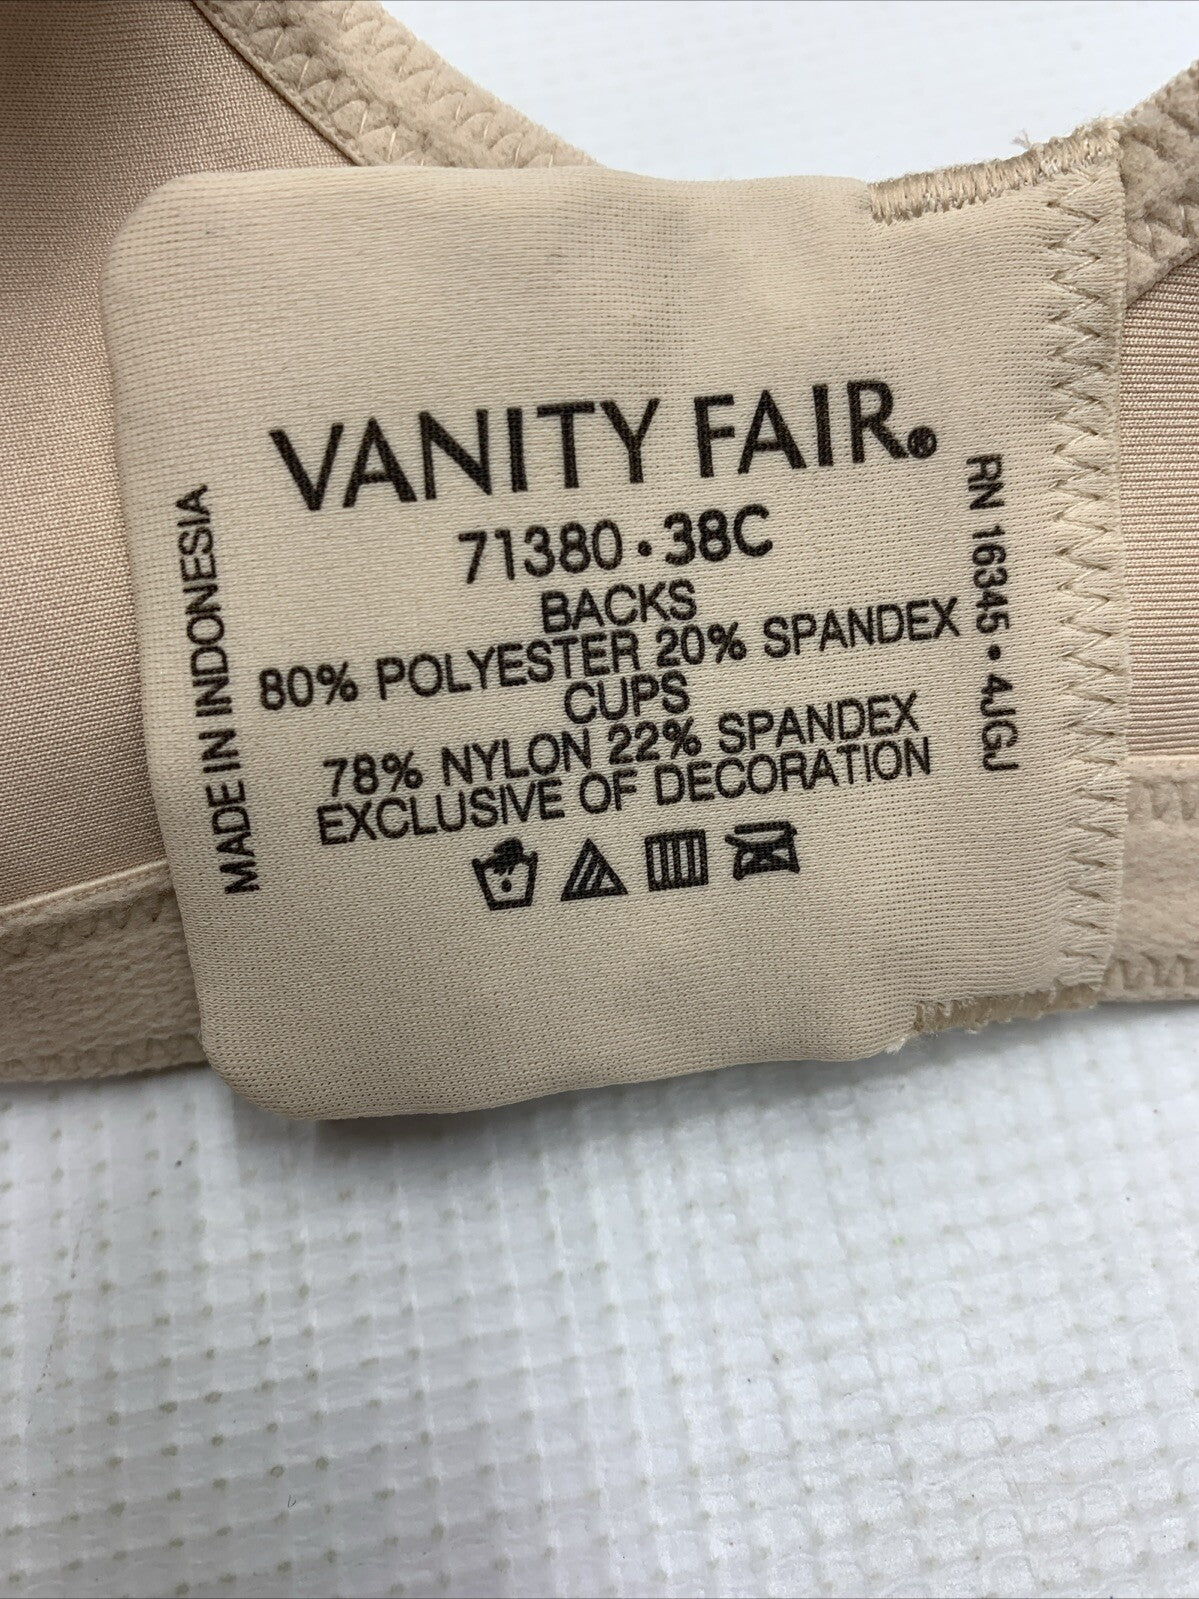 VANITY FAIR®
71380 • 38C
BACKS
80% POLYESTER 20% SPANDEX
CUPS
78% NYLON 22% SPANDEX
EXCLUSIVE OF DECORATION
MADE IN INDONESIA
RN 16345 • 4JGJ